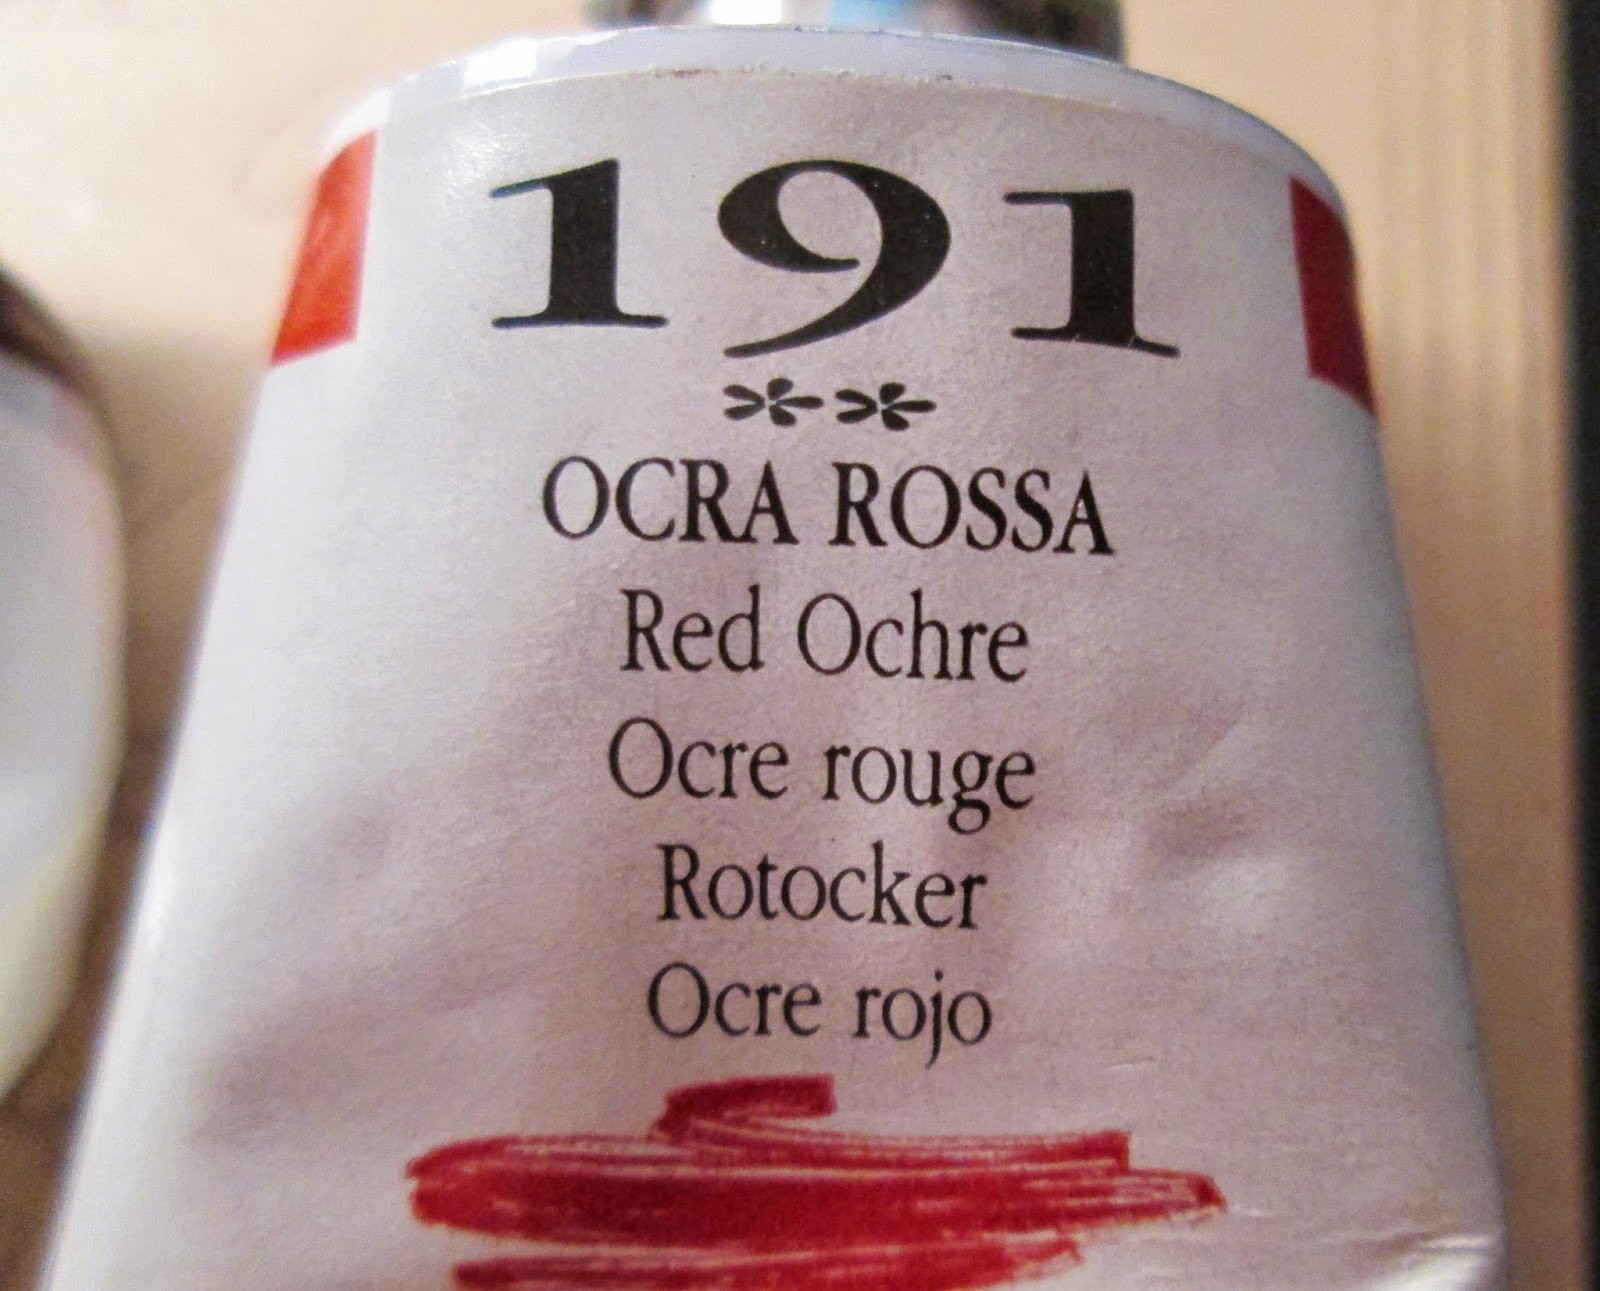 191
**
OCRA ROSSA
Red Ochre
Ocre rouge
Rotocker
Ocre rojo